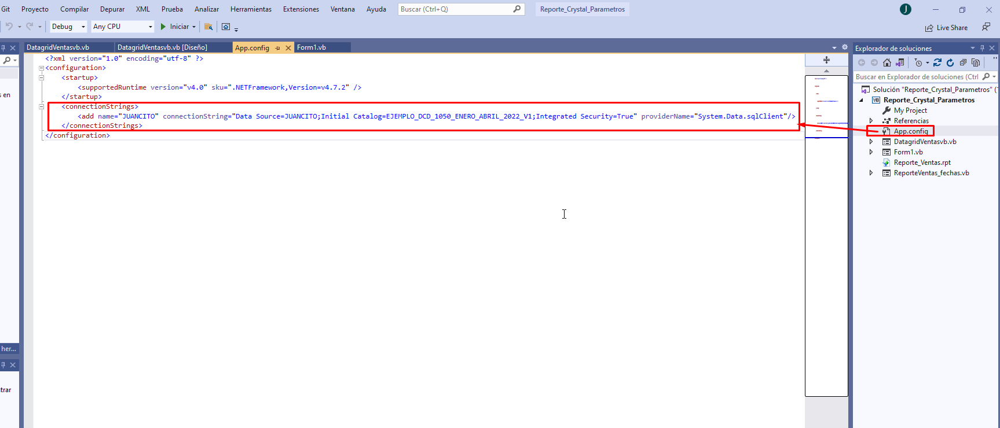 Git Proyecto Compilar Depurar XML Prueba Analizar Herramientas Extensiones Ventana Ayuda Buscar (Ctrl+Q) Reporte_Crystal_Parametros J
Debug Any CPU Iniciar Live Share
DatagridVentasvb.vb DatagridVentasvb.vb [Diseño] App.config Form1.vb
<?xml version="1.0" encoding="utf-8" ?>
<configuration>
<startup>
<supportedRuntime version="v4.0" sku=".NETFramework,Version=v4.7.2" />
</startup>
<connectionStrings>
<add name="JUANCITO" connectionString="Data Source=JUANCITO;Initial Catalog=EJEMPLO_DCD_1050_ENERO_ABRIL_2022_V1;Integrated Security=True" providerName="System.Data.sqlClient"/>
</connectionStrings>
</configuration>
s en
her...
trar
Explorador de soluciones
Buscar en Explorador de soluciones (Ctrl
Solución "Reporte_Crystal_Parametros" (
VB Reporte_Crystal_Parametros
My Project
Referencias
App.config
DatagridVentasvb.vb
Form1.vb
Reporte_Ventas.rpt
ReporteVentas_fechas.vb